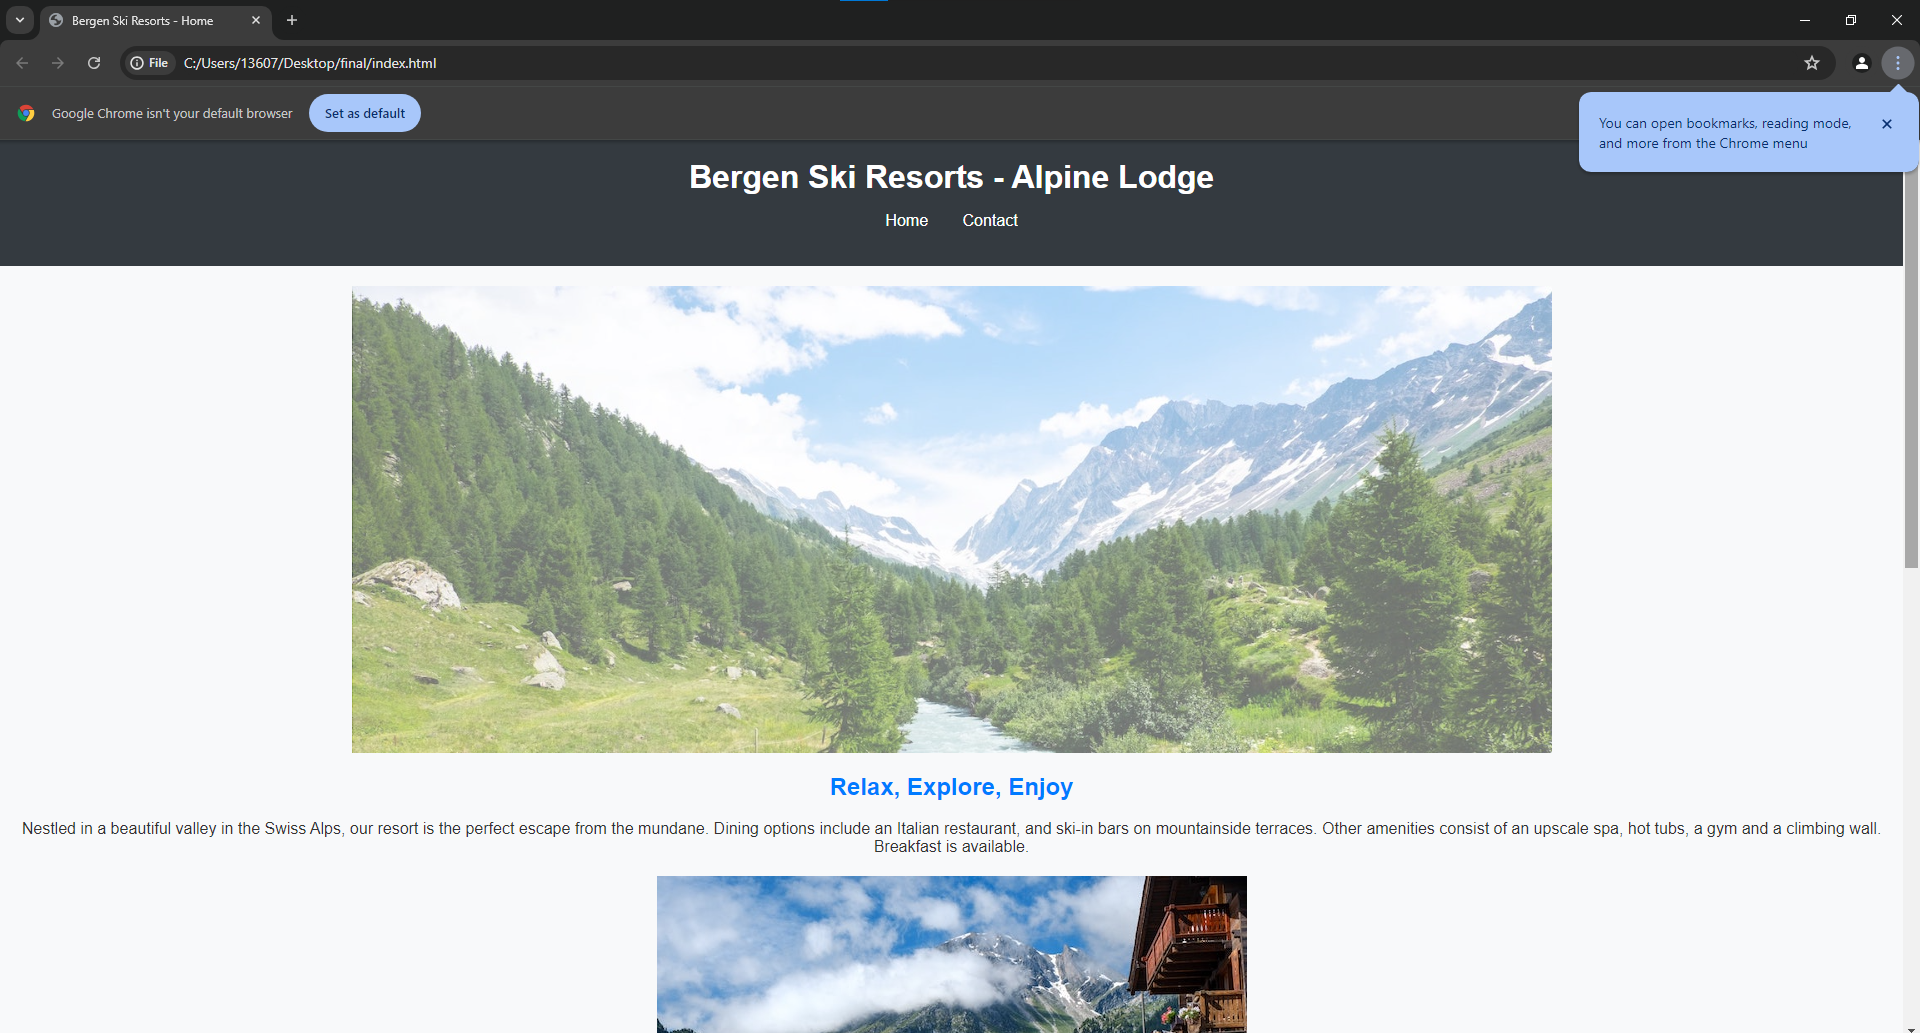 Bergen Ski Resorts - Home
File
C:/Users/13607/Desktop/final/index.html
Google Chrome isn't your default browser
Set as default
You can open bookmarks, reading mode,
and more from the Chrome menu
Bergen Ski Resorts - Alpine Lodge
Home
Contact
Relax, Explore, Enjoy
Nestled in a beautiful valley in the Swiss Alps, our resort is the perfect escape from the mundane. Dining options include an Italian restaurant, and ski-in bars on mountainside terraces. Other amenities consist of an upscale spa, hot tubs, a gym and a climbing wall.
Breakfast is available.